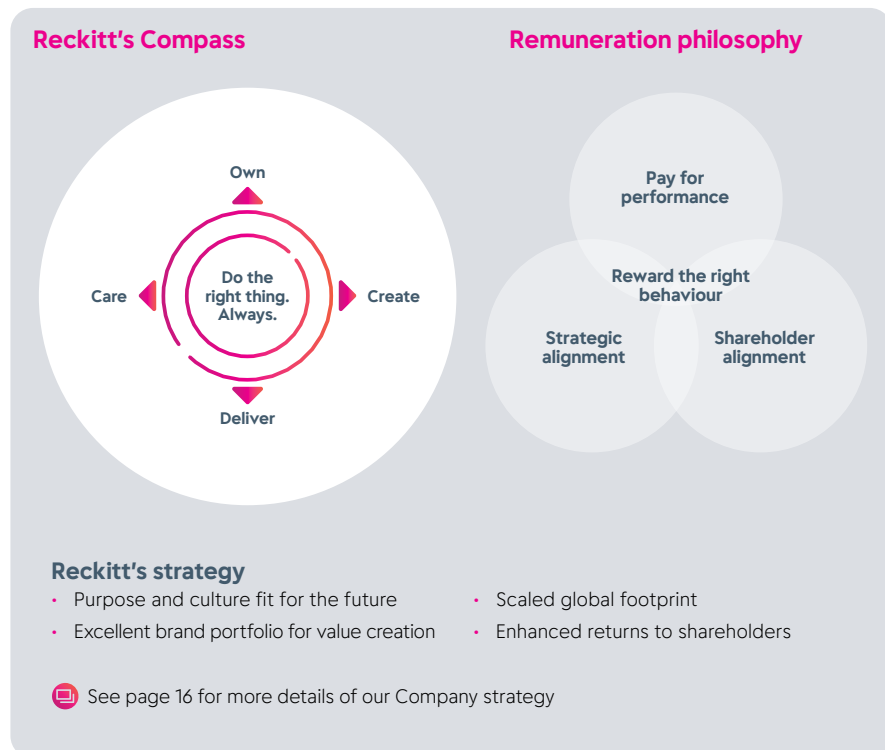 Reckitt's Compass
Own
Care
Do the
right thing.
Always.
Create
Deliver
Remuneration philosophy
Pay for
performance
Reward the right
behaviour
Strategic
alignment
Shareholder
alignment
Reckitt's strategy
• Purpose and culture fit for the future
• Excellent brand portfolio for value creation
• Scaled global footprint
• Enhanced returns to shareholders
See page 16 for more details of our Company strategy